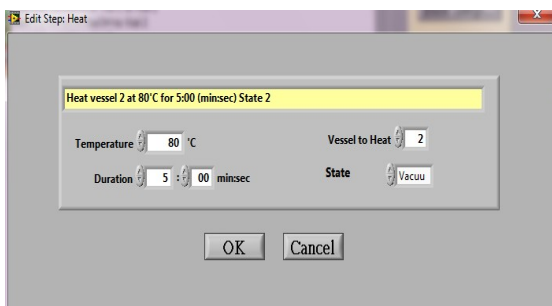 Edit Step: Heat
Heat vessel 2 at 80'C for 5:00 (min:sec) State 2
Temperature 80 'C
Vessel to Heat 2
Duration 5 : 00 min:sec
State Vacuu
OK
Cancel